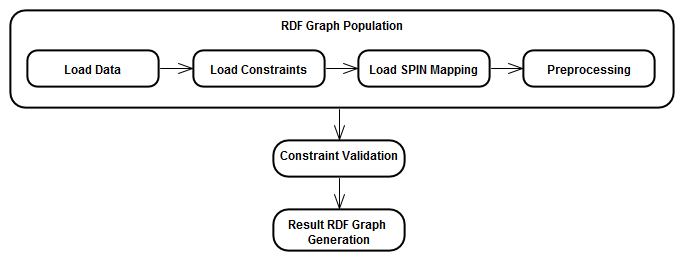 RDF Graph Population
Load Data
Load Constraints
Load SPIN Mapping
Preprocessing
Constraint Validation
Result RDF Graph
Generation